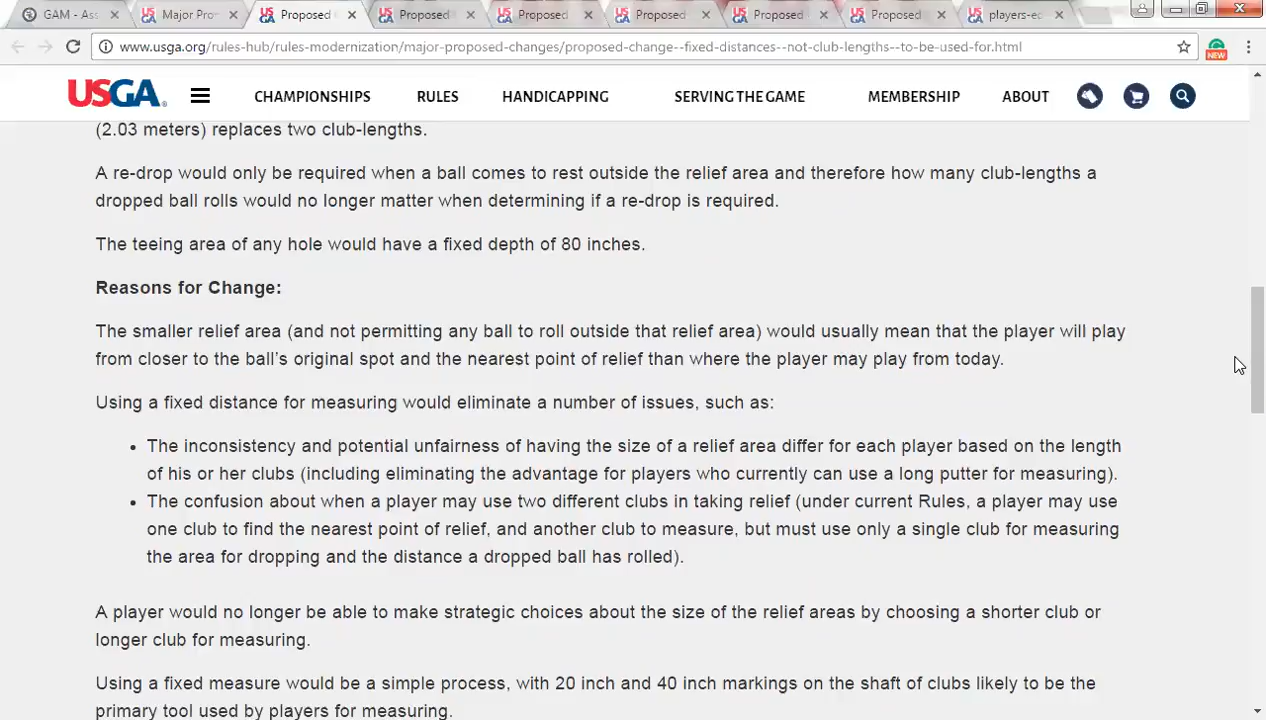 GAM - Ass
Major Pro
Proposed
Proposed
Proposed
Proposed
Proposed
Proposed
players-ec
www.usga.org/rules-hub/rules-modernization/major-proposed-changes/proposed-change--fixed-distances--not-club-lengths--to-be-used-for.html
NEW
USGA
CHAMPIONSHIPS RULES HANDICAPPING SERVING THE GAME MEMBERSHIP ABOUT
(2.03 meters) replaces two club-lengths.
A re-drop would only be required when a ball comes to rest outside the relief area and therefore how many club-lengths a
dropped ball rolls would no longer matter when determining if a re-drop is required.
The teeing area of any hole would have a fixed depth of 80 inches.
Reasons for Change:
The smaller relief area (and not permitting any ball to roll outside that relief area) would usually mean that the player will play
from closer to the ball's original spot and the nearest point of relief than where the player may play from today.
Using a fixed distance for measuring would eliminate a number of issues, such as:
• The inconsistency and potential unfairness of having the size of a relief area differ for each player based on the length
of his or her clubs (including eliminating the advantage for players who currently can use a long putter for measuring).
• The confusion about when a player may use two different clubs in taking relief (under current Rules, a player may use
one club to find the nearest point of relief, and another club to measure, but must use only a single club for measuring
the area for dropping and the distance a dropped ball has rolled).
A player would no longer be able to make strategic choices about the size of the relief areas by choosing a shorter club or
longer club for measuring.
Using a fixed measure would be a simple process, with 20 inch and 40 inch markings on the shaft of clubs likely to be the
primary tool used by players for measuring.